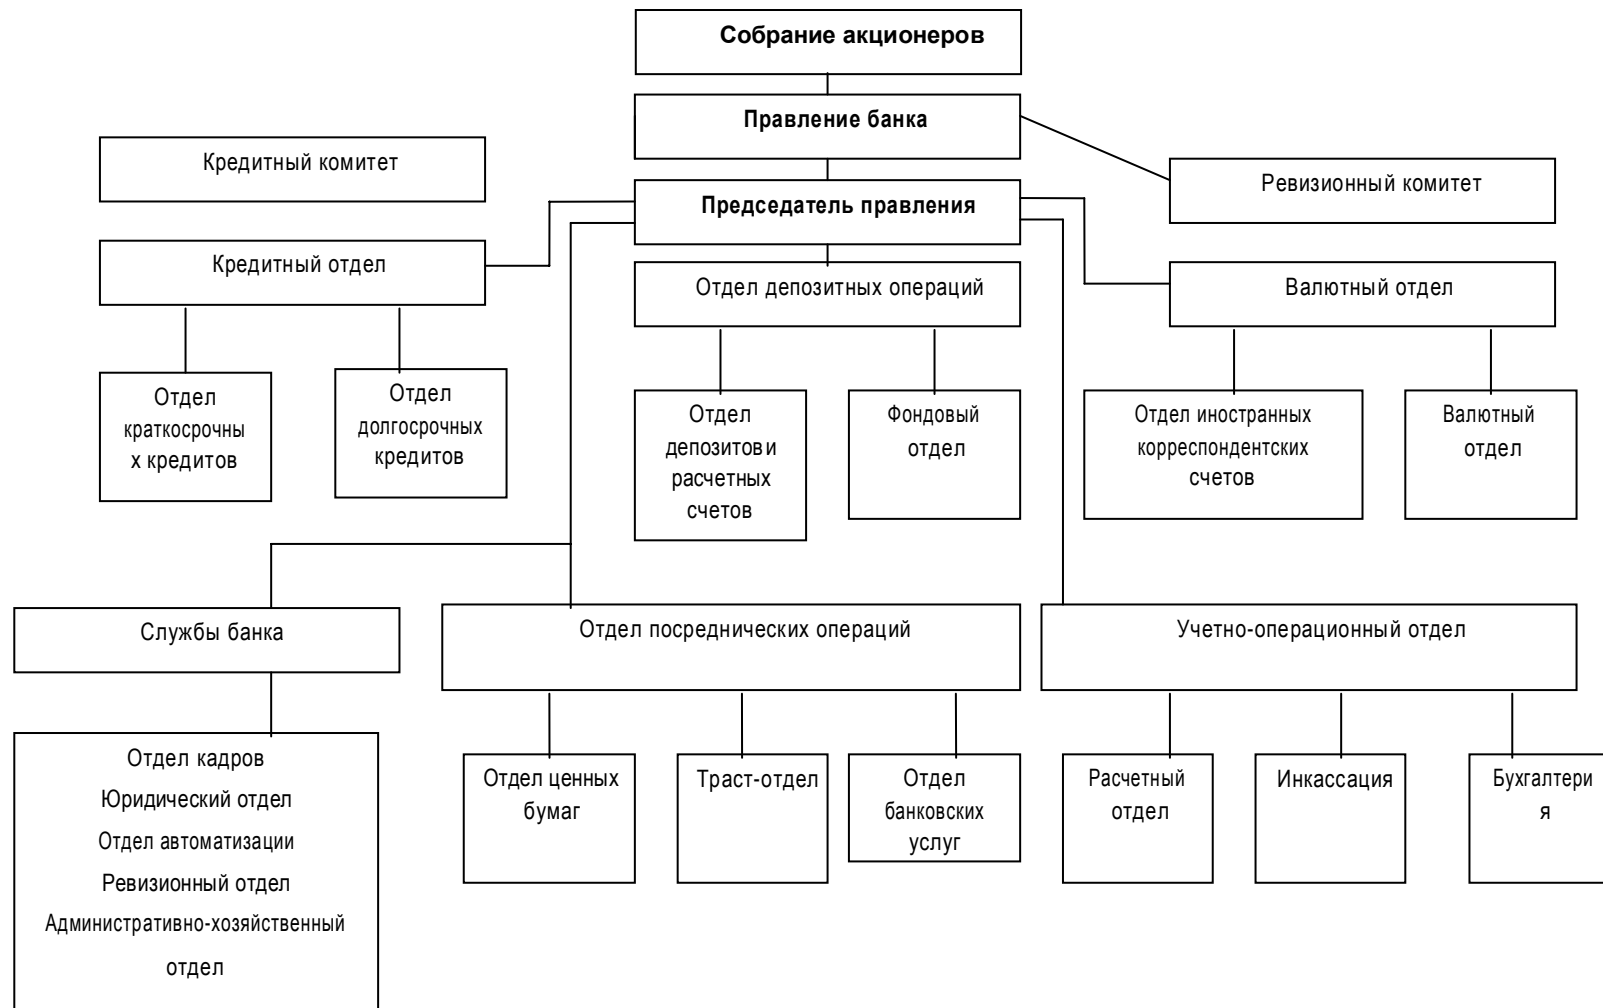 Собрание акционеров
Правление банка
Кредитный комитет
Ревизионный комитет
Председатель правления
Кредитный отдел
Отдел депозитных операций
Валютный отдел
Отдел
краткосрочны
х кредитов
Отдел
долгосрочных
кредитов
Отдел
депозитов и
расчетных
счетов
Фондовый
отдел
Отдел иностранных
корреспондентских
счетов
Валютный
отдел
Службы банка
Отдел посреднических операций
Учетно-операционный отдел
Отдел кадров
Юридический отдел
Отдел автоматизации
Ревизионный отдел
Административно-хозяйственный
отдел
Отдел ценных
бумаг
Траст-отдел
Отдел
банковских
услуг
Расчетный
отдел
Инкассация
Бухгалтери
я